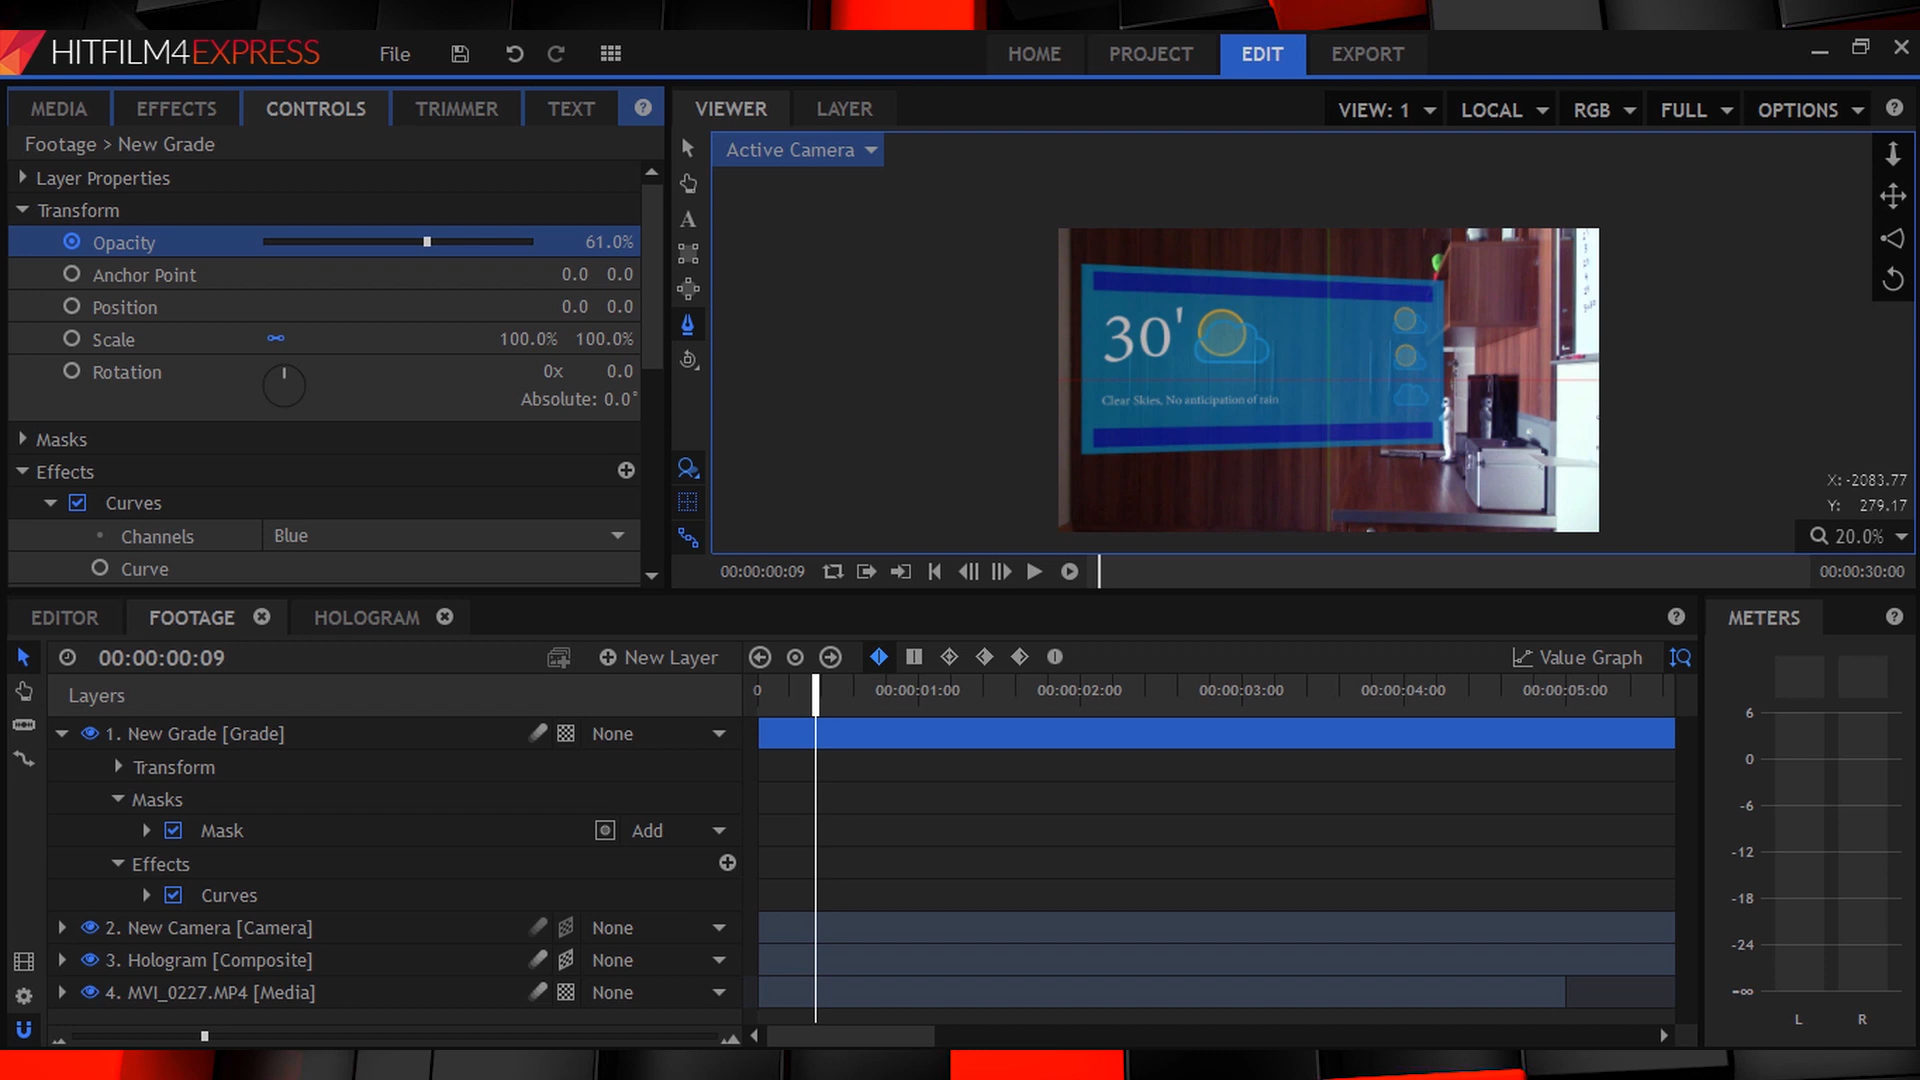 HITFILM4EXPRESS File HOME PROJECT EDIT EXPORT
MEDIA EFFECTS CONTROLS TRIMMER TEXT ?
VIEWER LAYER VIEW: 1 LOCAL RGB FULL OPTIONS ?
Footage > New Grade
Layer Properties
Transform
Opacity 61.0%
Anchor Point 0.0 0.0
Position 0.0 0.0
Scale 100.0% 100.0%
Rotation 0x 0.0
Absolute: 0.0°
Masks
Effects
Curves
Channels Blue
Curve
Active Camera
30'
Clear Skies, No anticipation of rain
X: -2083.77
Y: 279.17
20.0%
00:00:00:09 00:00:30:00
EDITOR FOOTAGE HOLOGRAM ?
00:00:00:09 New Layer Value Graph
Layers 0 00:00:01:00 00:00:02:00 00:00:03:00 00:00:04:00 00:00:05:00
1. New Grade [Grade] None
Transform
Masks
Mask Add
Effects
Curves
2. New Camera [Camera] None
3. Hologram [Composite] None
4. MVI_0227.MP4 [Media] None
METERS ?
6
0
-6
-12
-18
-24
-∞
L R